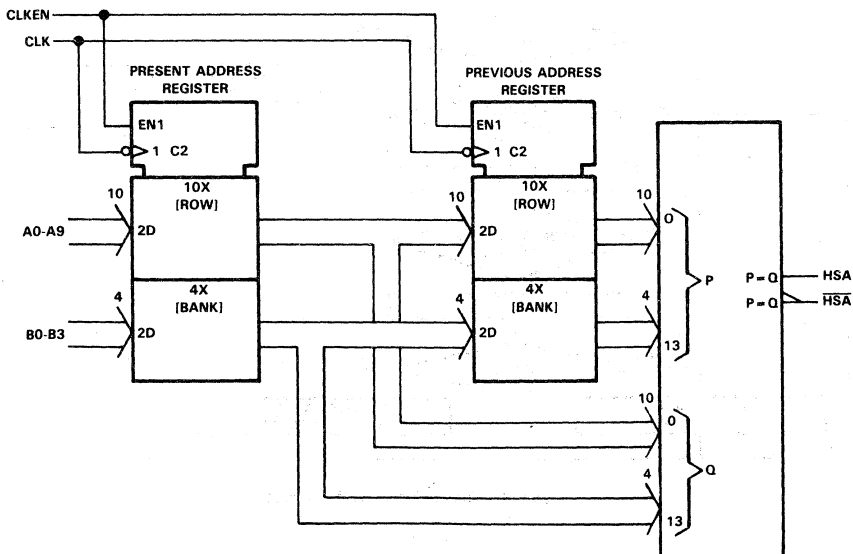 CLKEN
CLK
PRESENT ADDRESS
REGISTER
PREVIOUS ADDRESS
REGISTER
EN1
1 C2
EN1
1 C2
10X
[ROW]
10X
[ROW]
10
10
10
A0-A9
2D
2D
0
4X
[BANK]
4X
[BANK]
P
P=Q
HSA
P=Q
HSA
4
4
4
B0-B3
2D
2D
13
10
0
Q
4
13